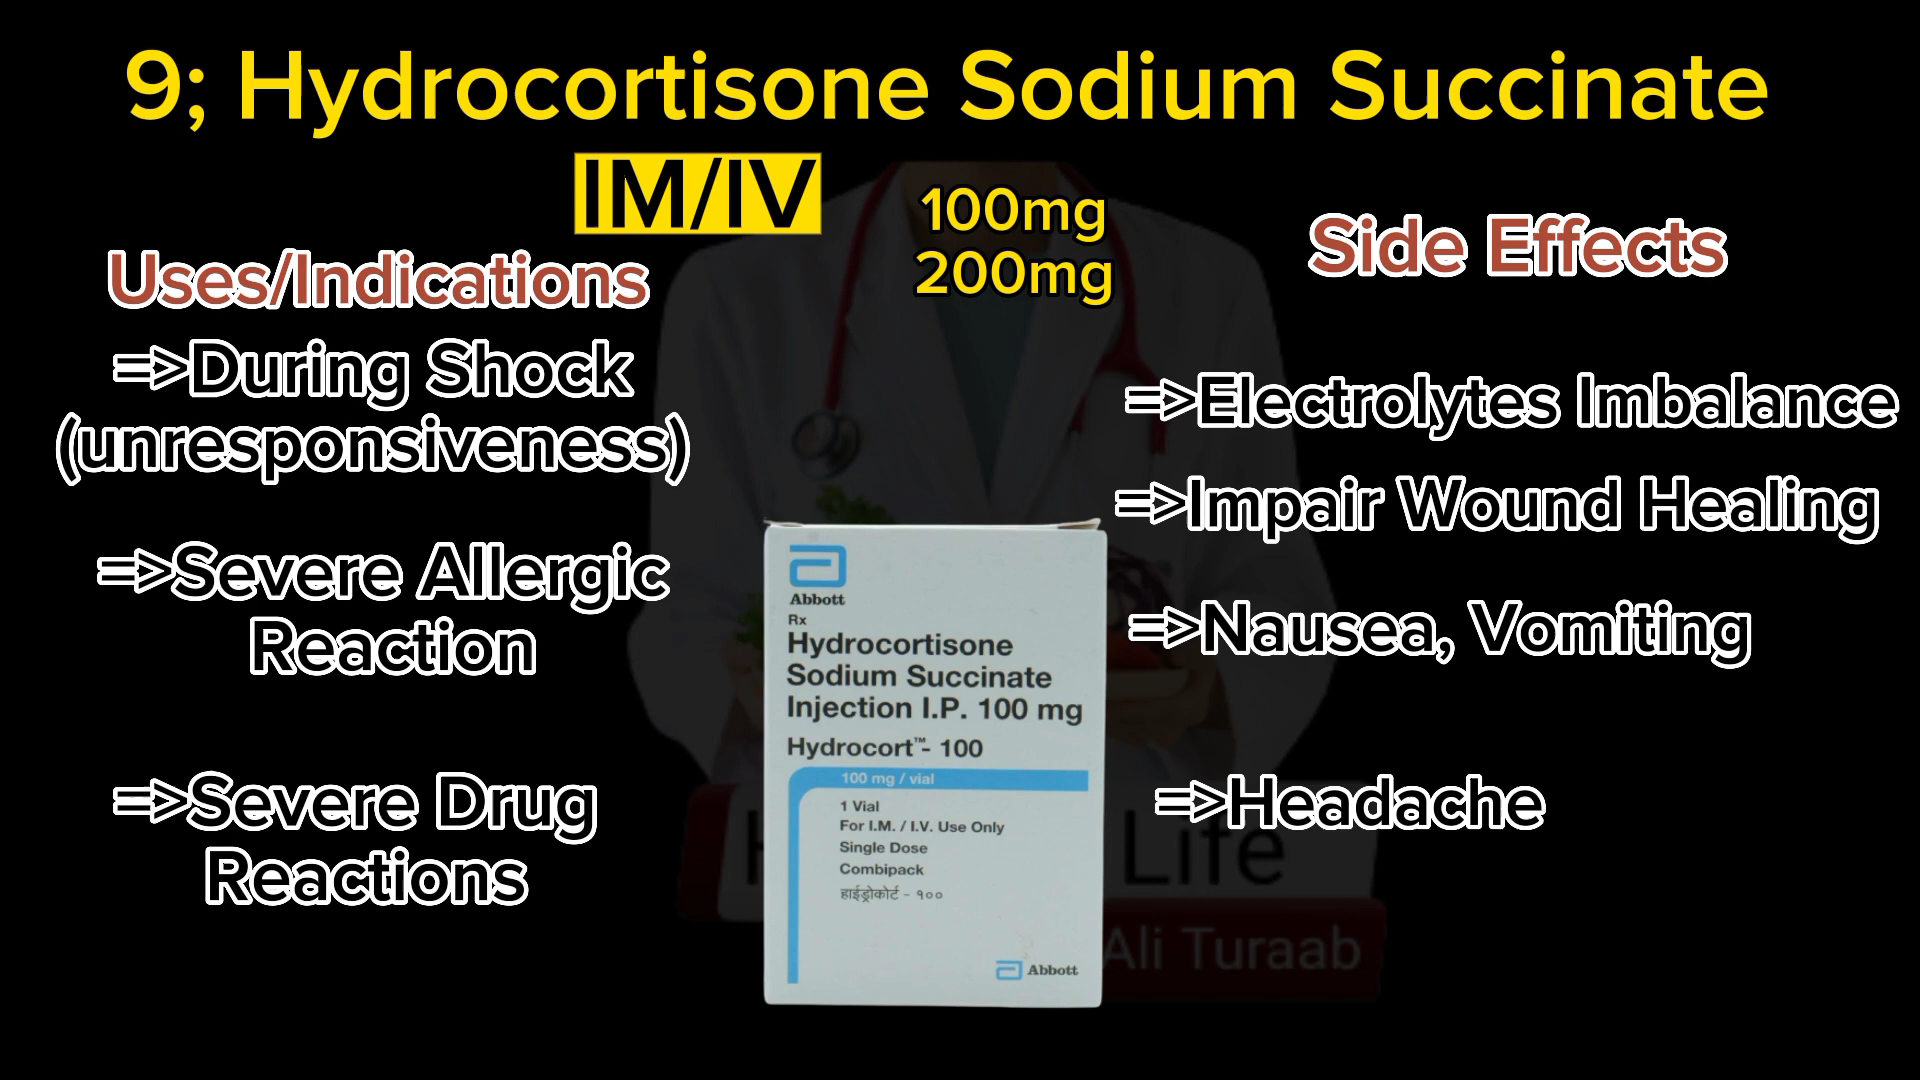 9; Hydrocortisone Sodium Succinate
IM/IV
100mg
200mg
Uses/Indications
=>During Shock
(unresponsiveness)
=>Severe Allergic
Reaction
=>Severe Drug
Reactions
Side Effects
=>Electrolytes Imbalance
=>Impair Wound Healing
=>Nausea, Vomiting
=>Headache
Abbott
Rx
Hydrocortisone
Sodium Succinate
Injection I.P. 100 mg
Hydrocort™- 100
100 mg / vial
1 Vial
For I.M. / I.V. Use Only
Single Dose
Combipack
हाईड्रोकोर्ट - १००
Abbott
Life
Ali Turaab